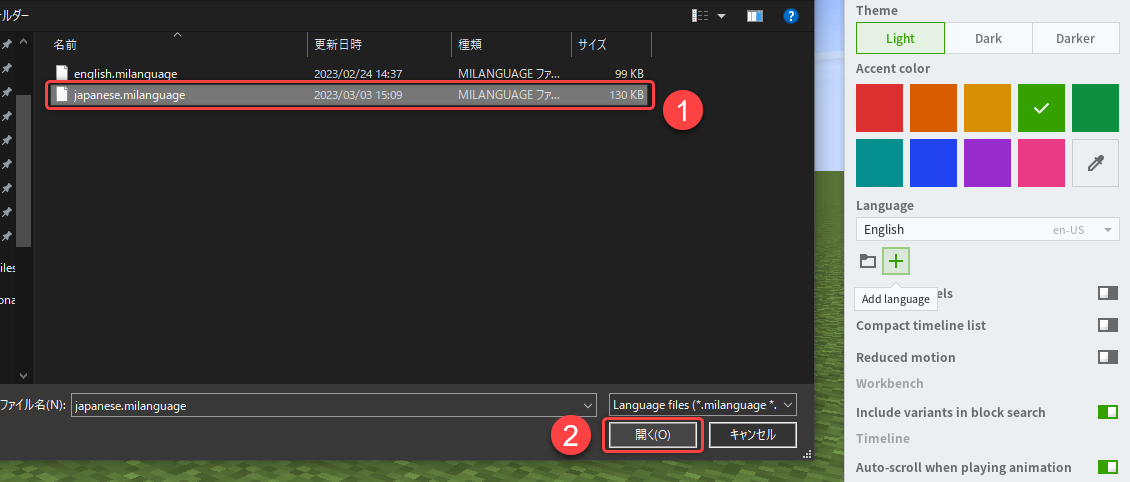 ルダー
名前
更新日時
種類
サイズ
english.milanguage
2023/02/24 14:37
MILANGUAGE ファ...
99 KB
japanese.milanguage
2023/03/03 15:09
MILANGUAGE ファ...
130 KB
1
iles
ona
ファイル名(N):
japanese.milanguage
Language files (*.milanguage *.
2
開く(O)
キャンセル
Theme
Light
Dark
Darker
Accent color
Language
English
en-US
Add language
els
Compact timeline list
Reduced motion
Workbench
Include variants in block search
Timeline
Auto-scroll when playing animation